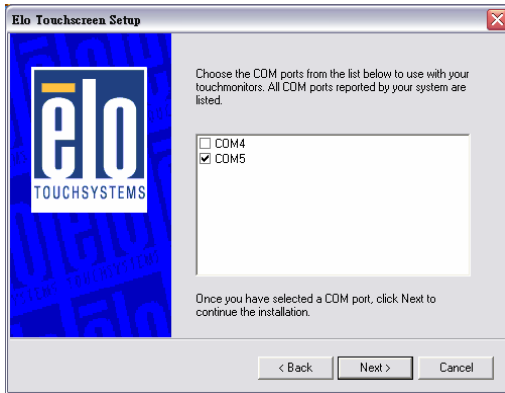 Elo Touchscreen Setup
elo
TOUCHSYSTEMS
Choose the COM ports from the list below to use with your
touchmonitors. All COM ports reported by your system are
listed.
COM4
COM5
Once you have selected a COM port, click Next to
continue the installation.
< Back
Next >
Cancel